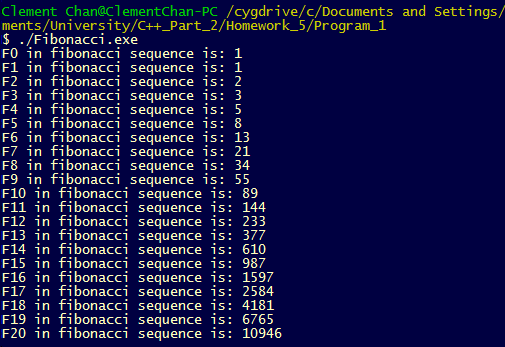 Clement Chan@ClementChan-PC /cygdrive/c/Documents and Settings/
ments/University/C++_Part_2/Homework_5/Program_1
$ ./Fibonacci.exe
F0 in fibonacci sequence is: 1
F1 in fibonacci sequence is: 1
F2 in fibonacci sequence is: 2
F3 in fibonacci sequence is: 3
F4 in fibonacci sequence is: 5
F5 in fibonacci sequence is: 8
F6 in fibonacci sequence is: 13
F7 in fibonacci sequence is: 21
F8 in fibonacci sequence is: 34
F9 in fibonacci sequence is: 55
F10 in fibonacci sequence is: 89
F11 in fibonacci sequence is: 144
F12 in fibonacci sequence is: 233
F13 in fibonacci sequence is: 377
F14 in fibonacci sequence is: 610
F15 in fibonacci sequence is: 987
F16 in fibonacci sequence is: 1597
F17 in fibonacci sequence is: 2584
F18 in fibonacci sequence is: 4181
F19 in fibonacci sequence is: 6765
F20 in fibonacci sequence is: 10946